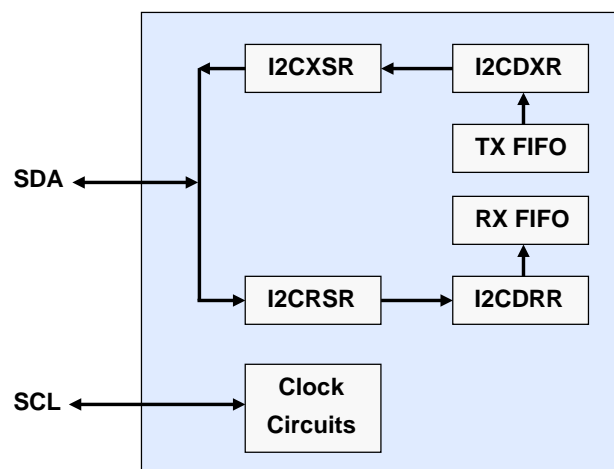 I2CXSR
I2CDXR
TX FIFO
SDA
RX FIFO
I2CRSR
I2CDRR
SCL
Clock
Circuits